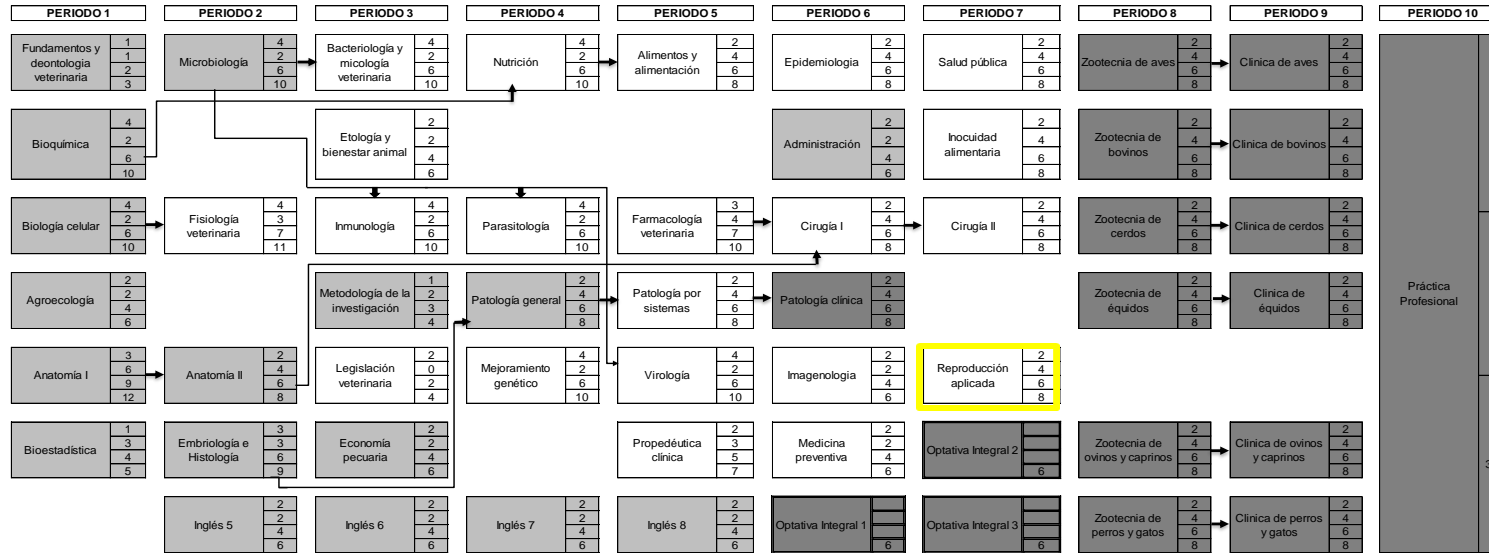 PERIODO 1
PERIODO 2
PERIODO 3
PERIODO 4
PERIODO 5
PERIODO 6
PERIODO 7
PERIODO 8
PERIODO 9
PERIODO 10
Fundamentos y
deontologia
veterinaria
1
1
2
3
Microbiología
4
2
6
10
Bacteriología y
micología
veterinaria
4
2
6
10
Nutrición
4
2
6
10
Alimentos y
alimentación
2
4
6
8
Epidemiologia
2
4
6
8
Salud pública
2
4
6
8
Zootecnia de aves
2
4
6
8
Clinica de aves
2
4
6
8
Bioquímica
4
2
6
10
Etología y
bienestar animal
2
2
4
6
Administración
2
2
4
6
Inocuidad
alimentaria
2
4
6
8
Zootecnia de
bovinos
2
4
6
8
Clinica de bovinos
2
4
6
8
Biología celular
4
2
6
10
Fisiología
veterinaria
4
3
7
11
Inmunología
4
2
6
10
Parasitología
4
2
6
10
Farmacología
veterinaria
3
4
7
10
Cirugía I
2
4
6
8
Cirugía II
2
4
6
8
Zootecnia de
cerdos
2
4
6
8
Clinica de cerdos
2
4
6
8
Agroecología
2
2
4
6
Metodología de la
investigación
1
2
3
4
Patología general
2
4
6
8
Patología por
sistemas
2
4
6
8
Patología clínica
2
4
6
8
Zootecnia de
équidos
2
4
6
8
Clinica de
équidos
2
4
6
8
Práctica
Profesional
Anatomía I
3
6
9
12
Anatomía II
2
4
6
8
Legislación
veterinaria
2
0
2
4
Mejoramiento
genético
4
2
6
10
Virología
4
2
6
10
Imagenologia
2
2
4
6
Reproducción
aplicada
2
4
6
8
Bioestadística
1
3
4
5
Embriología e
Histología
3
3
6
9
Economía
pecuaria
2
2
4
6
Propedéutica
clínica
2
3
5
7
Medicina
preventiva
2
2
4
6
Optativa Integral 2
6
Zootecnia de
ovinos y caprinos
2
4
6
8
Clinica de ovinos
y caprinos
2
4
6
8
Inglés 5
2
2
4
6
Inglés 6
2
2
4
6
Inglés 7
2
2
4
6
Inglés 8
2
2
4
6
Optativa Integral 1
6
Optativa Integral 3
6
Zootecnia de
perros y gatos
2
4
6
8
Clinica de perros
y gatos
2
4
6
8